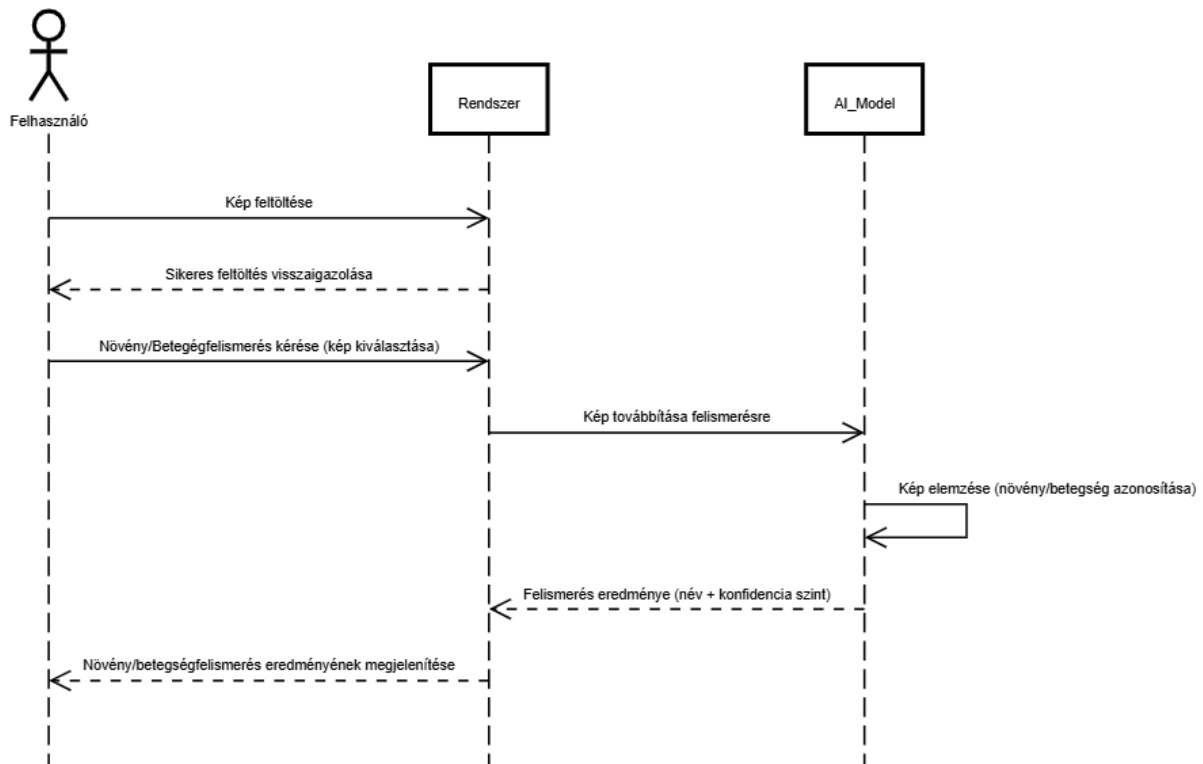 Felhasználó
Rendszer
AI_Model
Kép feltöltése
Sikeres feltöltés visszaigazolása
Növény/Betegégfelismerés kérése (kép kiválasztása)
Kép továbbítása felismerésre
Kép elemzése (növény/betegség azonosítása)
Felismerés eredménye (név + konfidencia szint)
Növény/betegségfelismerés eredményének megjelenítése